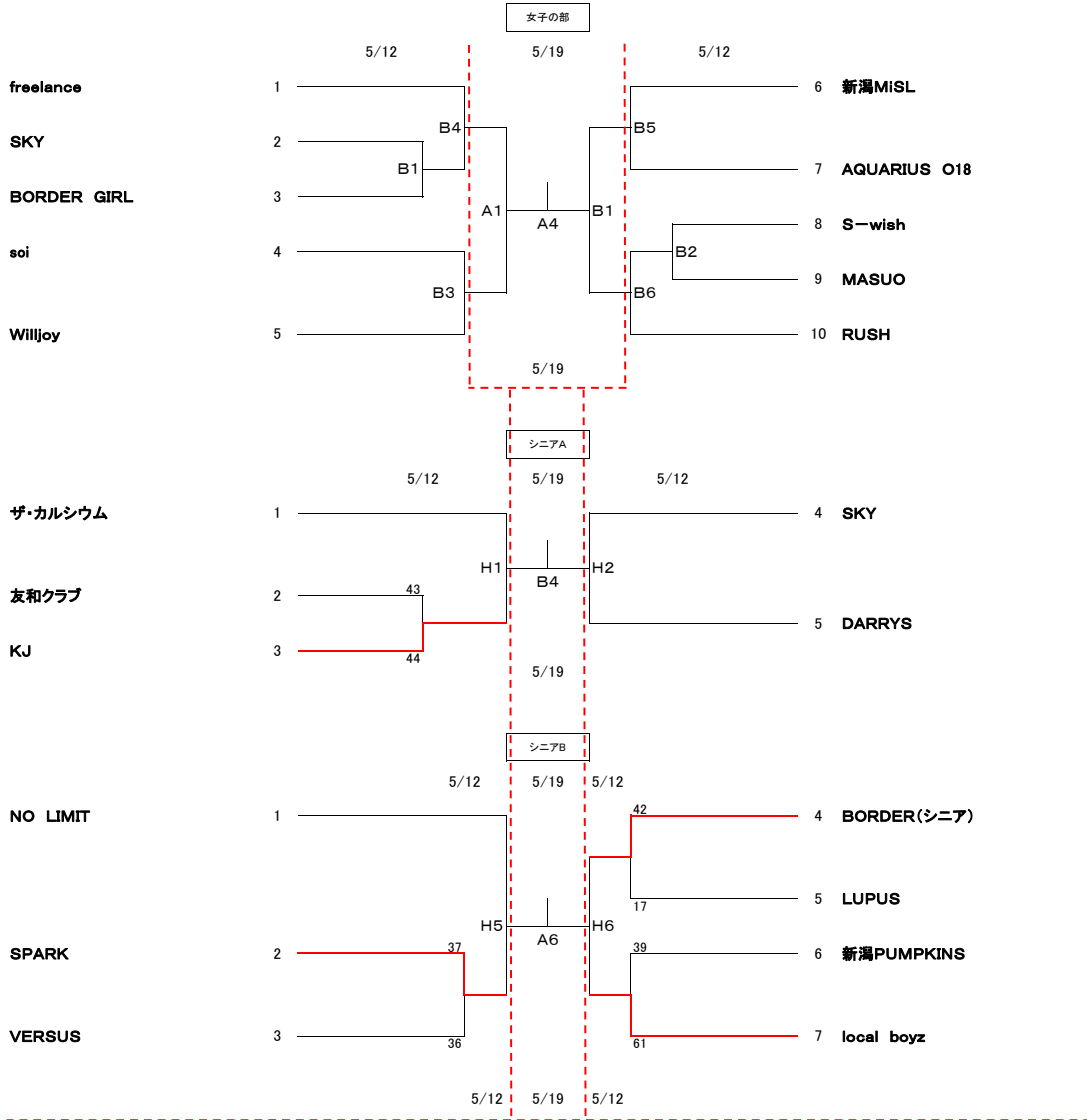 女子の部
5/12 5/19 5/12
freelance 1 6 新潟MiSL
B4 B5
SKY 2
B1 7 AQUARIUS O18
BORDER GIRL 3
A1 A4 B1
8 S－wish
soi 4 B2
9 MASUO
B3 B6
Willjoy 5 10 RUSH
5/19
シニアA
5/12 5/19 5/12
ザ・カルシウム 1 4 SKY
H1 B4 H2
友和クラブ 2 43
5 DARRYS
KJ 3 44
5/19
シニアB
5/12 5/19 5/12
NO LIMIT 1 42 4 BORDER（シニア）
17 5 LUPUS
H5 A6 H6
SPARK 2 37 39 6 新潟PUMPKINS
VERSUS 3 36 61 7 local boyz
5/12 5/19 5/12